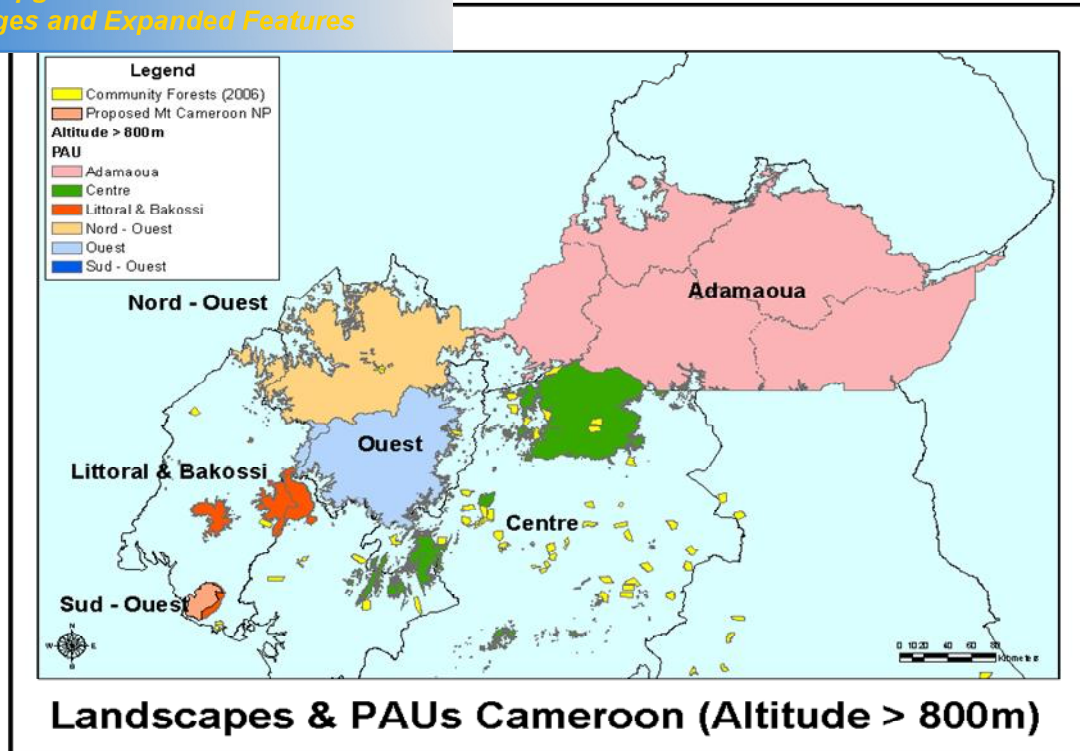 ges and Expanded Features
Legend
Community Forests (2006)
Proposed Mt Cameroon NP
Altitude > 800m
PAU
Adamaoua
Centre
Littoral & Bakossi
Nord - Ouest
Ouest
Sud - Ouest
Nord - Ouest
Adamaoua
Ouest
Littoral & Bakossi
Centre
Sud - Ouest
N
W E
S
0 10 20 40 60 80
Kilometers
Landscapes & PAUs Cameroon (Altitude > 800m)